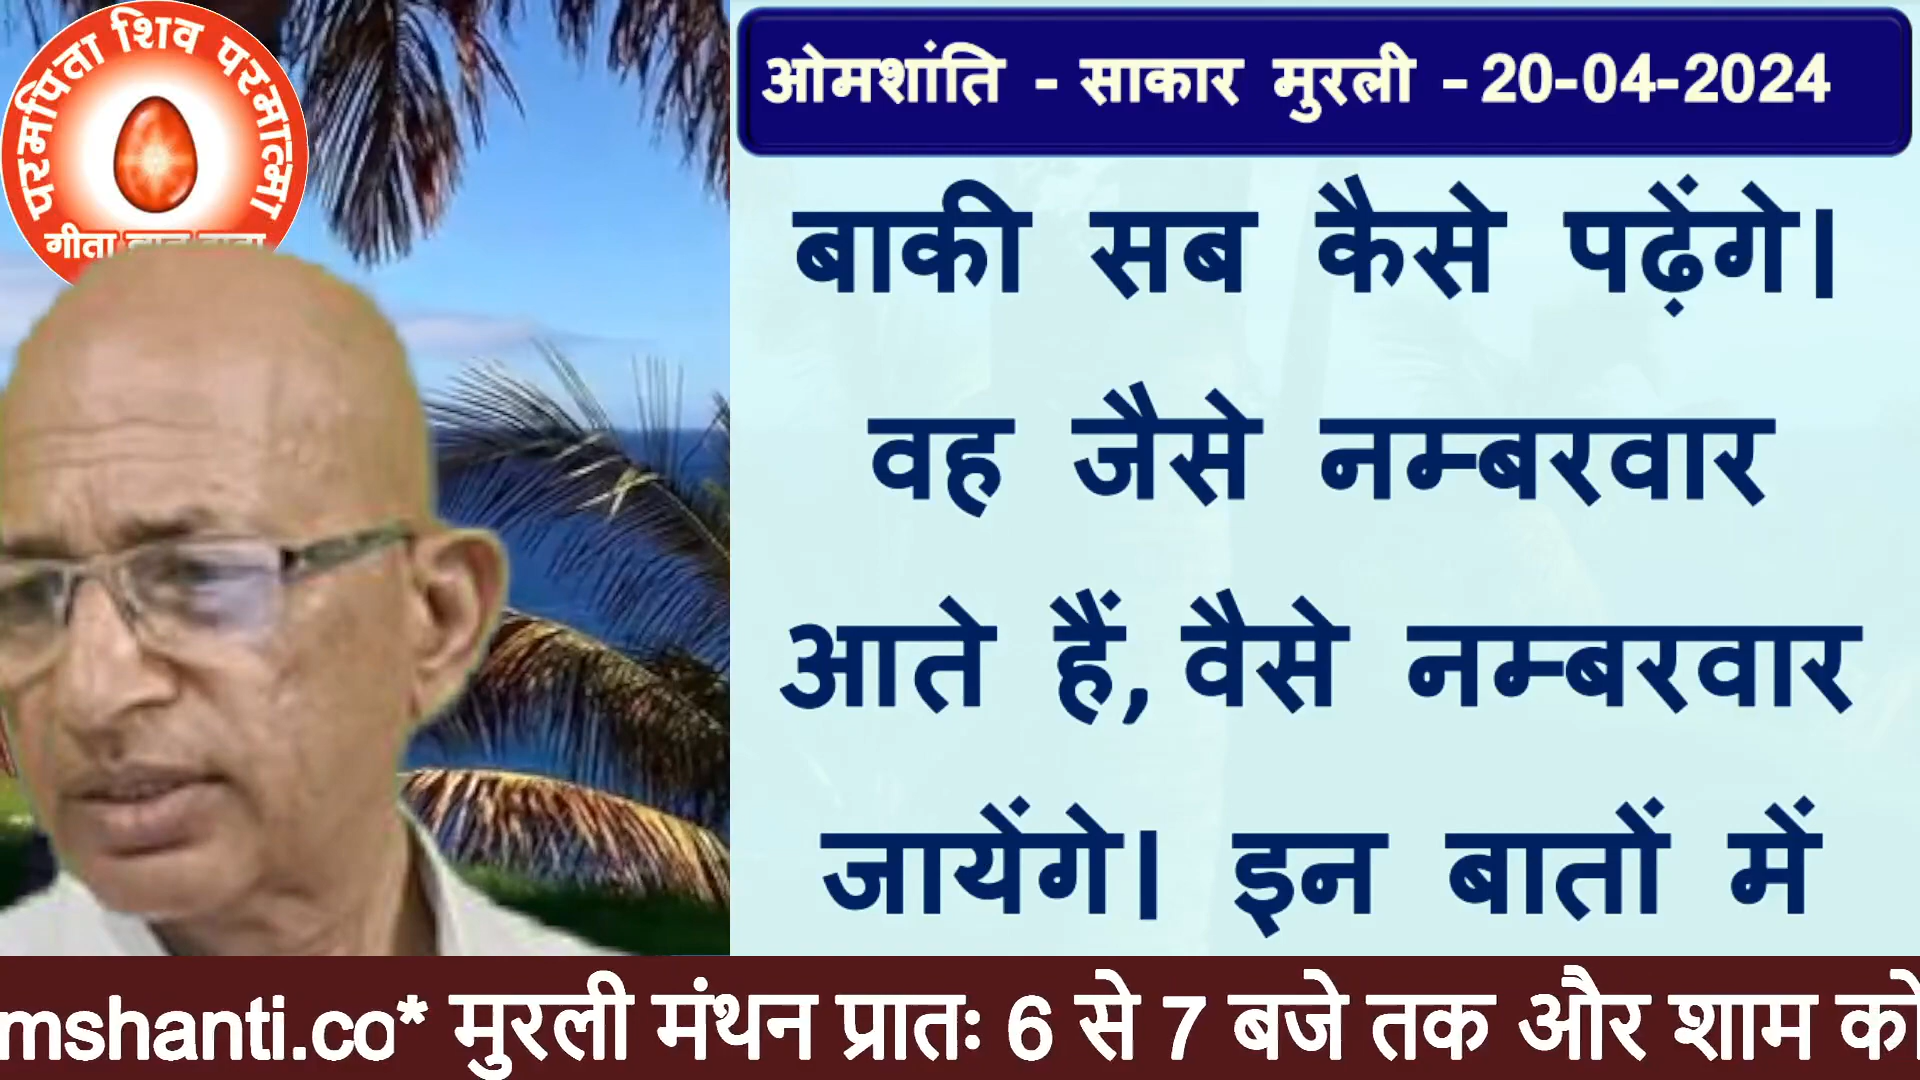 परमपिता शिव परमात्मा
गीता
ओमशांति - साकार मुरली - 20-04-2024
बाकी सब कैसे पढ़ेंगे।
वह जैसे नम्बरवार
आते हैं, वैसे नम्बरवार
जायेंगे। इन बातों में
mshanti.co* मुरली मंथन प्रातः 6 से 7 बजे तक और शाम को